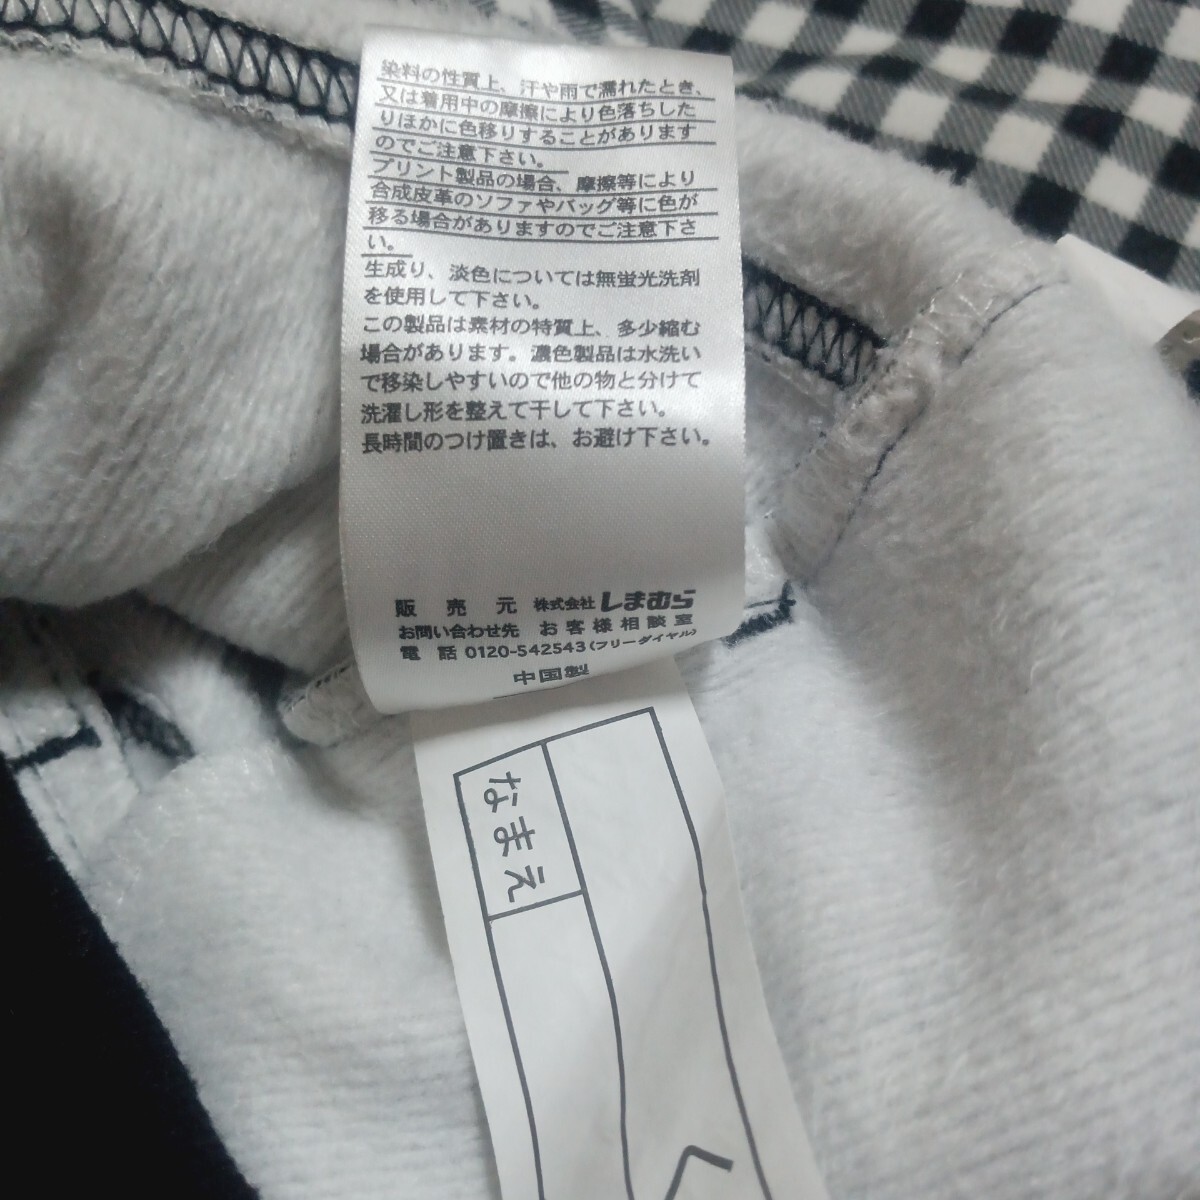 染料の性質上、汗や雨で濡れたとき、
又は着用中の摩擦により色落ちした
りほかに色移りすることがあります
のでご注意下さい。
プリント製品の場合、摩擦等により
合成皮革のソファやバッグ等に色が
移る場合がありますのでご注意下さ
い。
生成り、淡色については無蛍光洗剤
を使用して下さい。
この製品は素材の特質上、多少縮む
場合があります。濃色製品は水洗い
で移染しやすいので他の物と分けて
洗濯し形を整えて干して下さい。
長時間のつけ置きは、お避け下さい。
販売元 株式会社しまむら
お問い合わせ先 お客様相談室
電話 0120-542543(フリーダイヤル)
中国製
なまえ
く